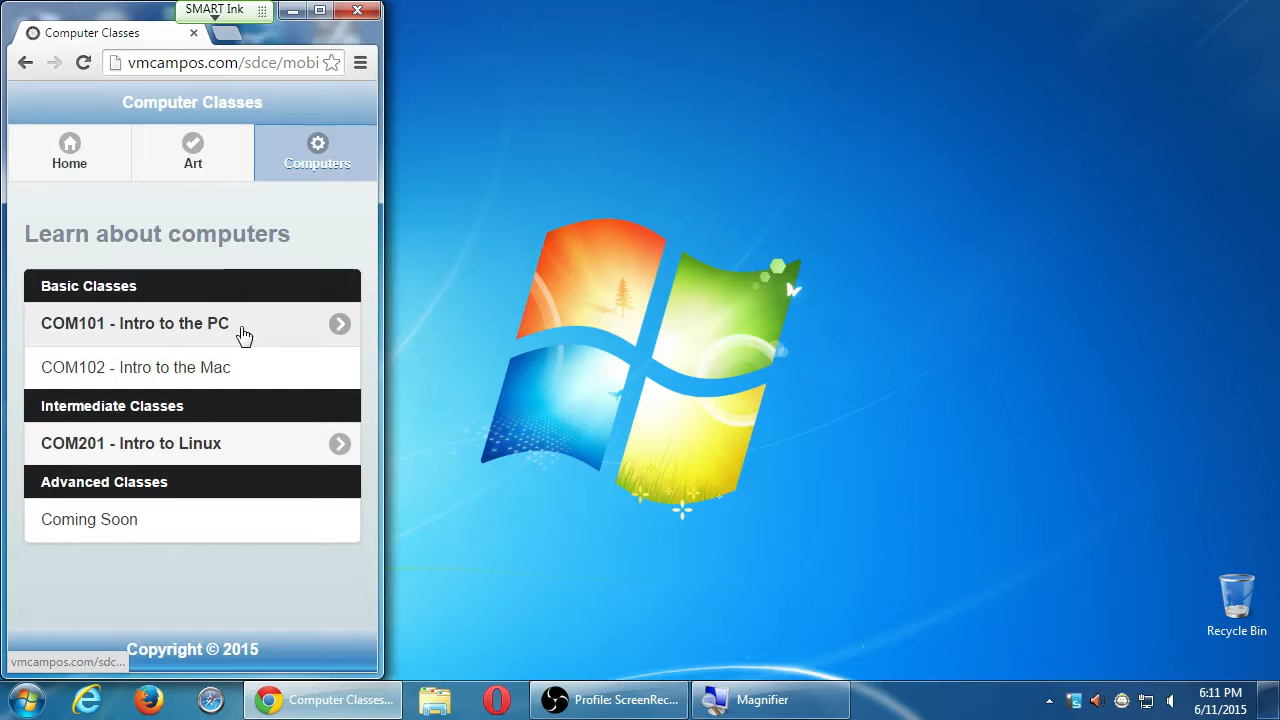 SMART Ink
Computer Classes
vmcampos.com/sdce/mobi
Computer Classes
Home
Art
Computers
Learn about computers
Basic Classes
COM101 - Intro to the PC
COM102 - Intro to the Mac
Intermediate Classes
COM201 - Intro to Linux
Advanced Classes
Coming Soon
Copyright © 2015
vmcampos.com/sdc...
Recycle Bin
Computer Classes...
Profile: ScreenRec...
Magnifier
6:11 PM
6/11/2015